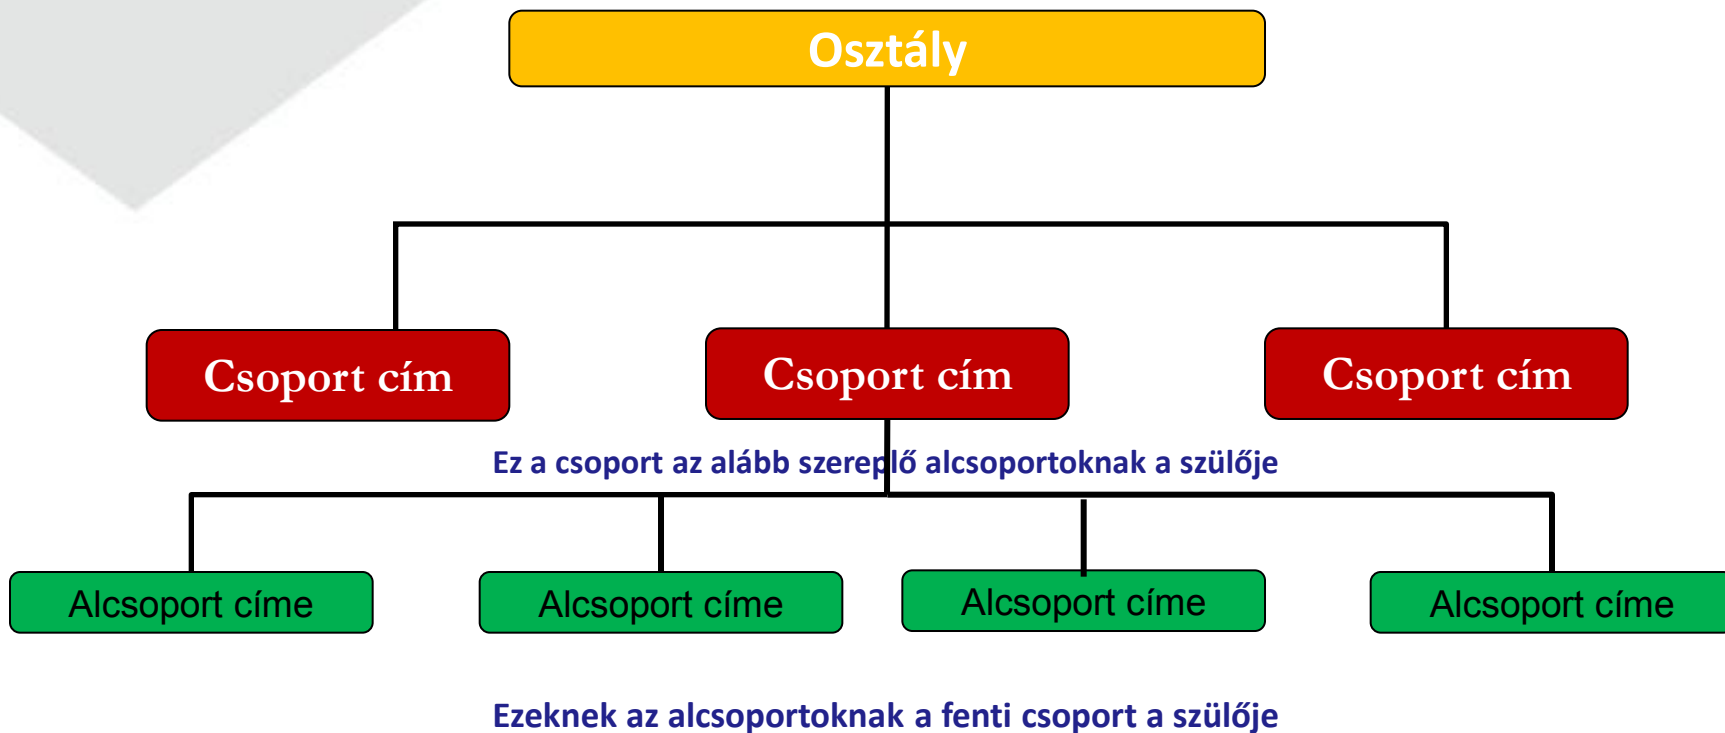 Osztály
Csoport cím
Csoport cím
Csoport cím
Ez a csoport az alább szereplő alcsoportoknak a szülője
Alcsoport címe
Alcsoport címe
Alcsoport címe
Alcsoport címe
Ezeknek az alcsoportoknak a fenti csoport a szülője